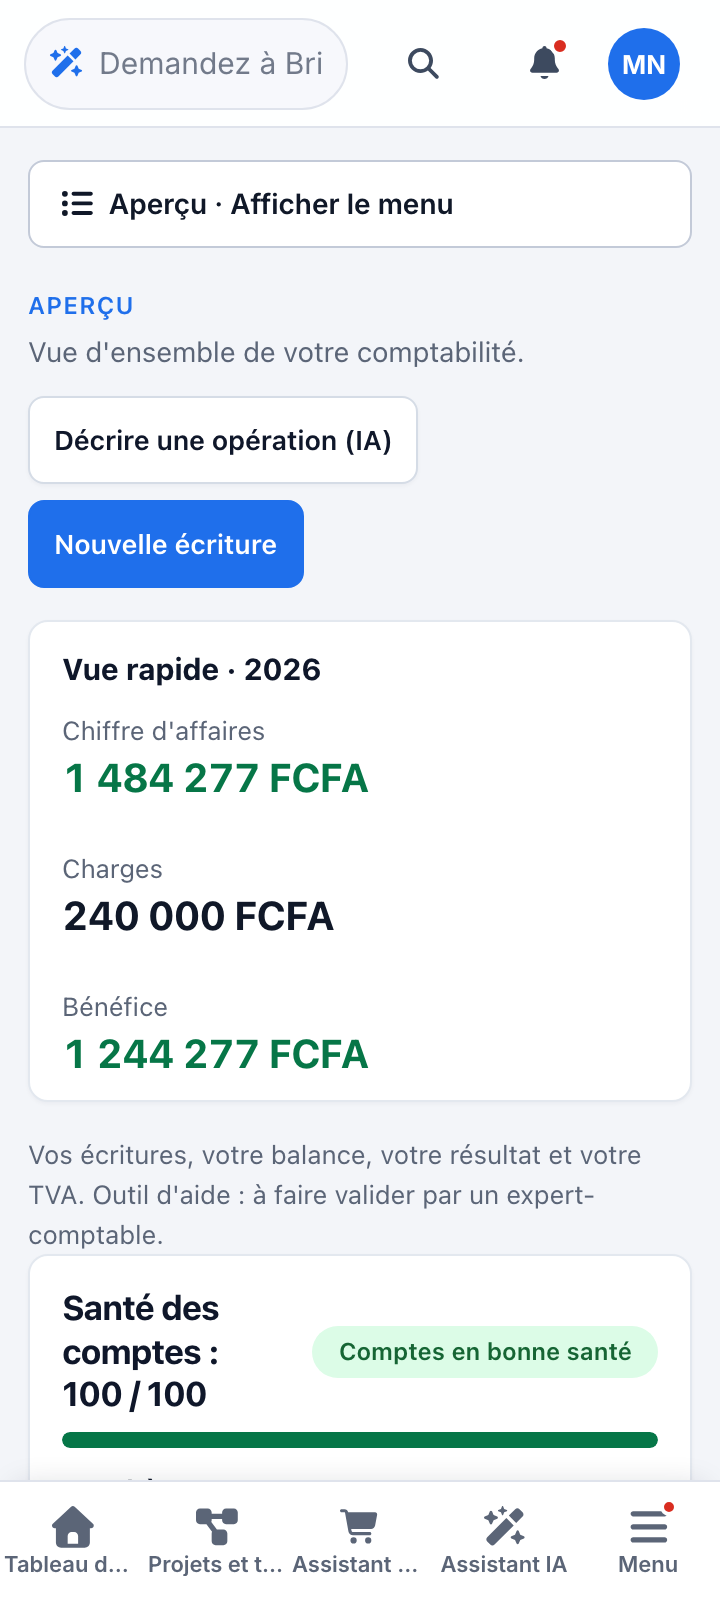 Demandez à Bri
MN
Aperçu · Afficher le menu
APERÇU
Vue d'ensemble de votre comptabilité.
Décrire une opération (IA)
Nouvelle écriture
Vue rapide · 2026
Chiffre d'affaires
1 484 277 FCFA
Charges
240 000 FCFA
Bénéfice
1 244 277 FCFA
Vos écritures, votre balance, votre résultat et votre
TVA. Outil d'aide : à faire valider par un expert-
comptable.
Santé des
comptes :
100 / 100
Comptes en bonne santé
Tableau d...
Projets et t...
Assistant ...
Assistant IA
Menu